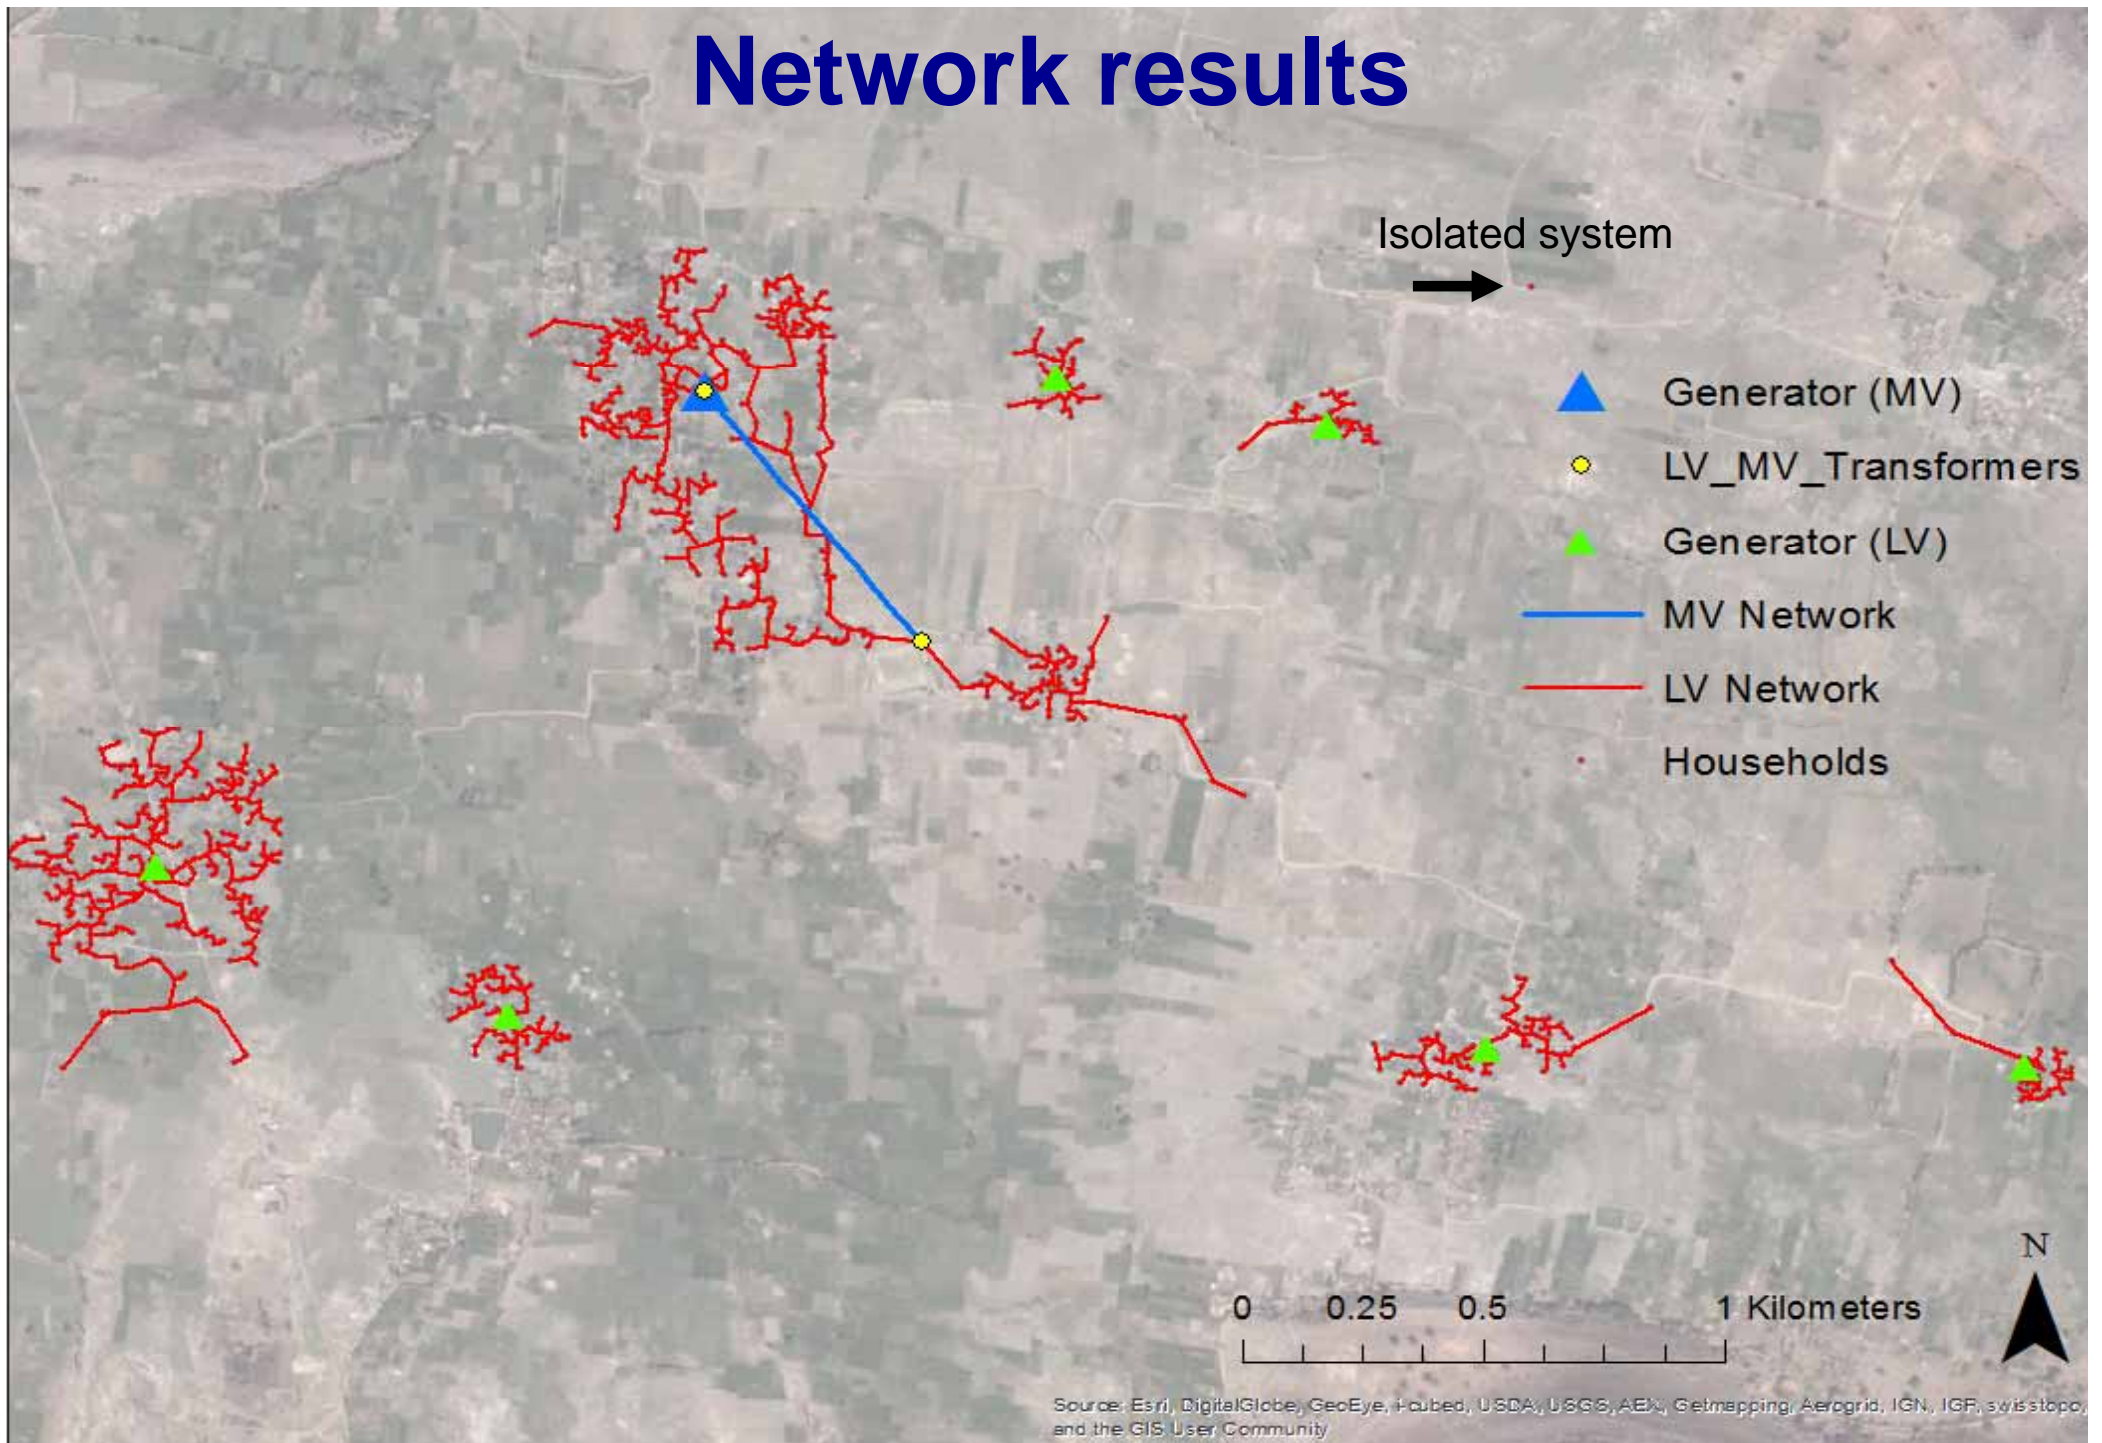 Network results
Isolated system
Generator (MV)
LV_MV_Transformers
Generator (LV)
MV Network
LV Network
Households
N
0 0.25 0.5 1 Kilometers
Source: Esri, DigitalGlobe, GeoEye, i-cubed, USDA, USGS, AEX, Getmapping, Aerogrid, IGN, IGP, swisstopo,
and the GIS User Community